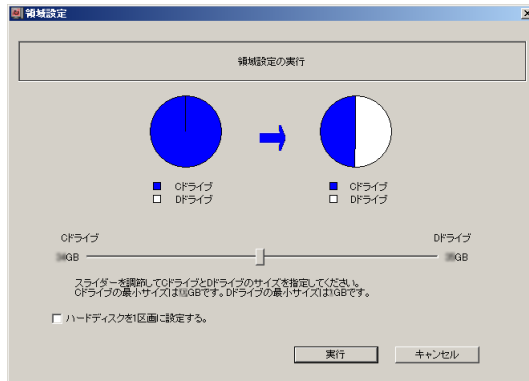 領域設定
領域設定の実行
Cドライブ
Dドライブ
Cドライブ
Dドライブ
Cドライブ
Dドライブ
GB
GB
スライダーを調節してCドライブとDドライブのサイズを指定してください。
Cドライブの最小サイズはGBです。Dドライブの最小サイズはGBです。
ハードディスクを1区画に設定する。
実行
キャンセル